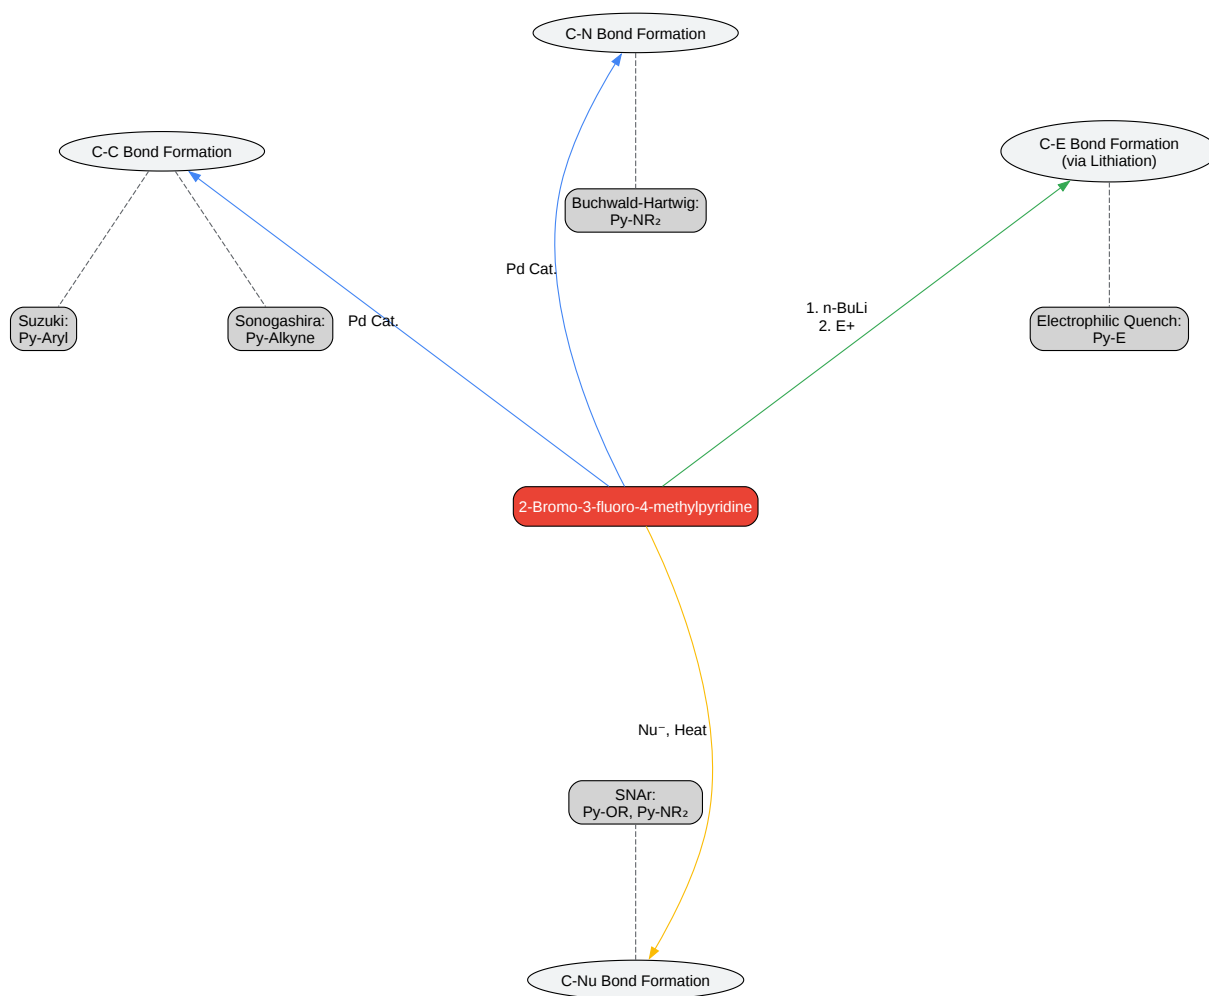 C-N Bond Formation
C-C Bond Formation
C-E Bond Formation
(via Lithiation)
Buchwald-Hartwig:
Py-NR₂
Pd Cat.
1. n-BuLi
2. E+
Suzuki:
Py-Aryl
Sonogashira:
Py-Alkyne
Pd Cat.
Electrophilic Quench:
Py-E
2-Bromo-3-fluoro-4-methylpyridine
Nu⁻, Heat
SNAr:
Py-OR, Py-NR₂
C-Nu Bond Formation